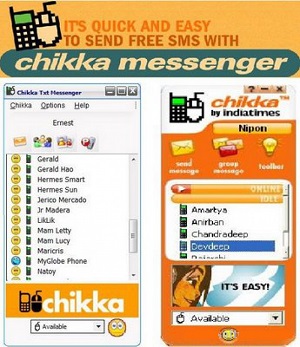 IT'S QUICK AND EASY
TO SEND FREE SMS WITH
chikka messenger
Chikka Txt Messenger
Chikka Options Help
Ernest
Gerald
Gerald Hao
Hermes Smart
Hermes Sun
Jerico Mercado
Jr Madera
LikLik
Mam Letty
Mam Lucy
Maricris
MyGlobe Phone
Natoy
chikka
Available
chikka™
by indiatimes
Nipon
send
message
group
message
toolbar
ONLINE
IDLE
Amartya
Anirban
Chandradeep
Devdeep
IT'S EASY!
Available